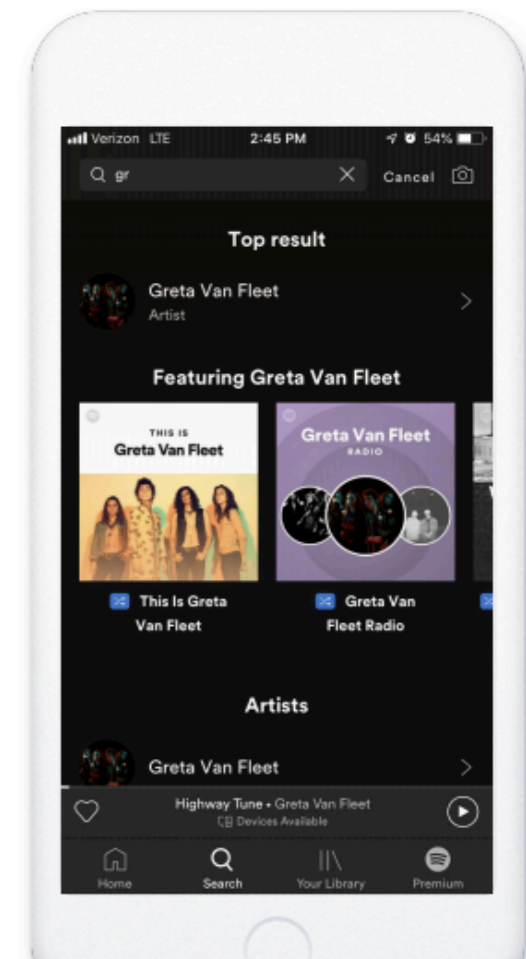 Verizon LTE 2:45 PM 54%
gr Cancel
Top result
Greta Van Fleet
Artist
Featuring Greta Van Fleet
THIS IS
Greta Van Fleet
Greta Van Fleet
RADIO
This Is Greta
Van Fleet
Greta Van
Fleet Radio
Artists
Greta Van Fleet
Highway Tune • Greta Van Fleet
Devices Available
Home Search Your Library Premium